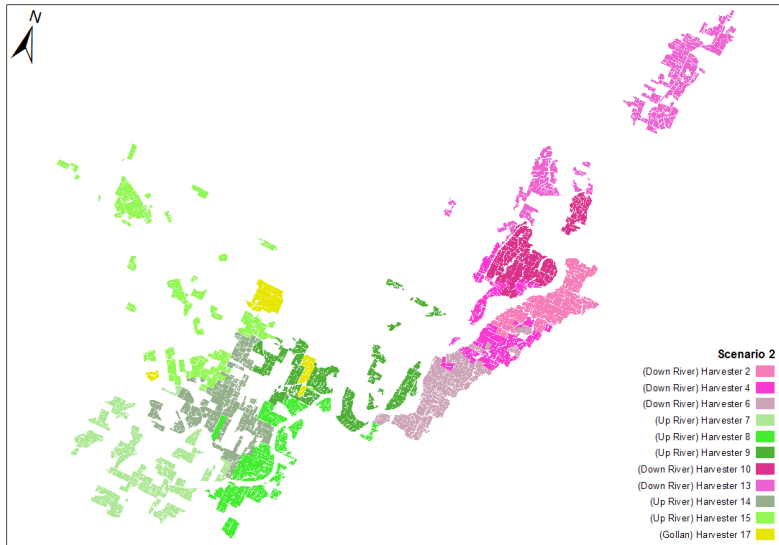 N
Scenario 2
(Down River) Harvester 2
(Down River) Harvester 4
(Down River) Harvester 6
(Up River) Harvester 7
(Up River) Harvester 8
(Up River) Harvester 9
(Down River) Harvester 10
(Down River) Harvester 13
(Up River) Harvester 14
(Up River) Harvester 15
(Gollan) Harvester 17